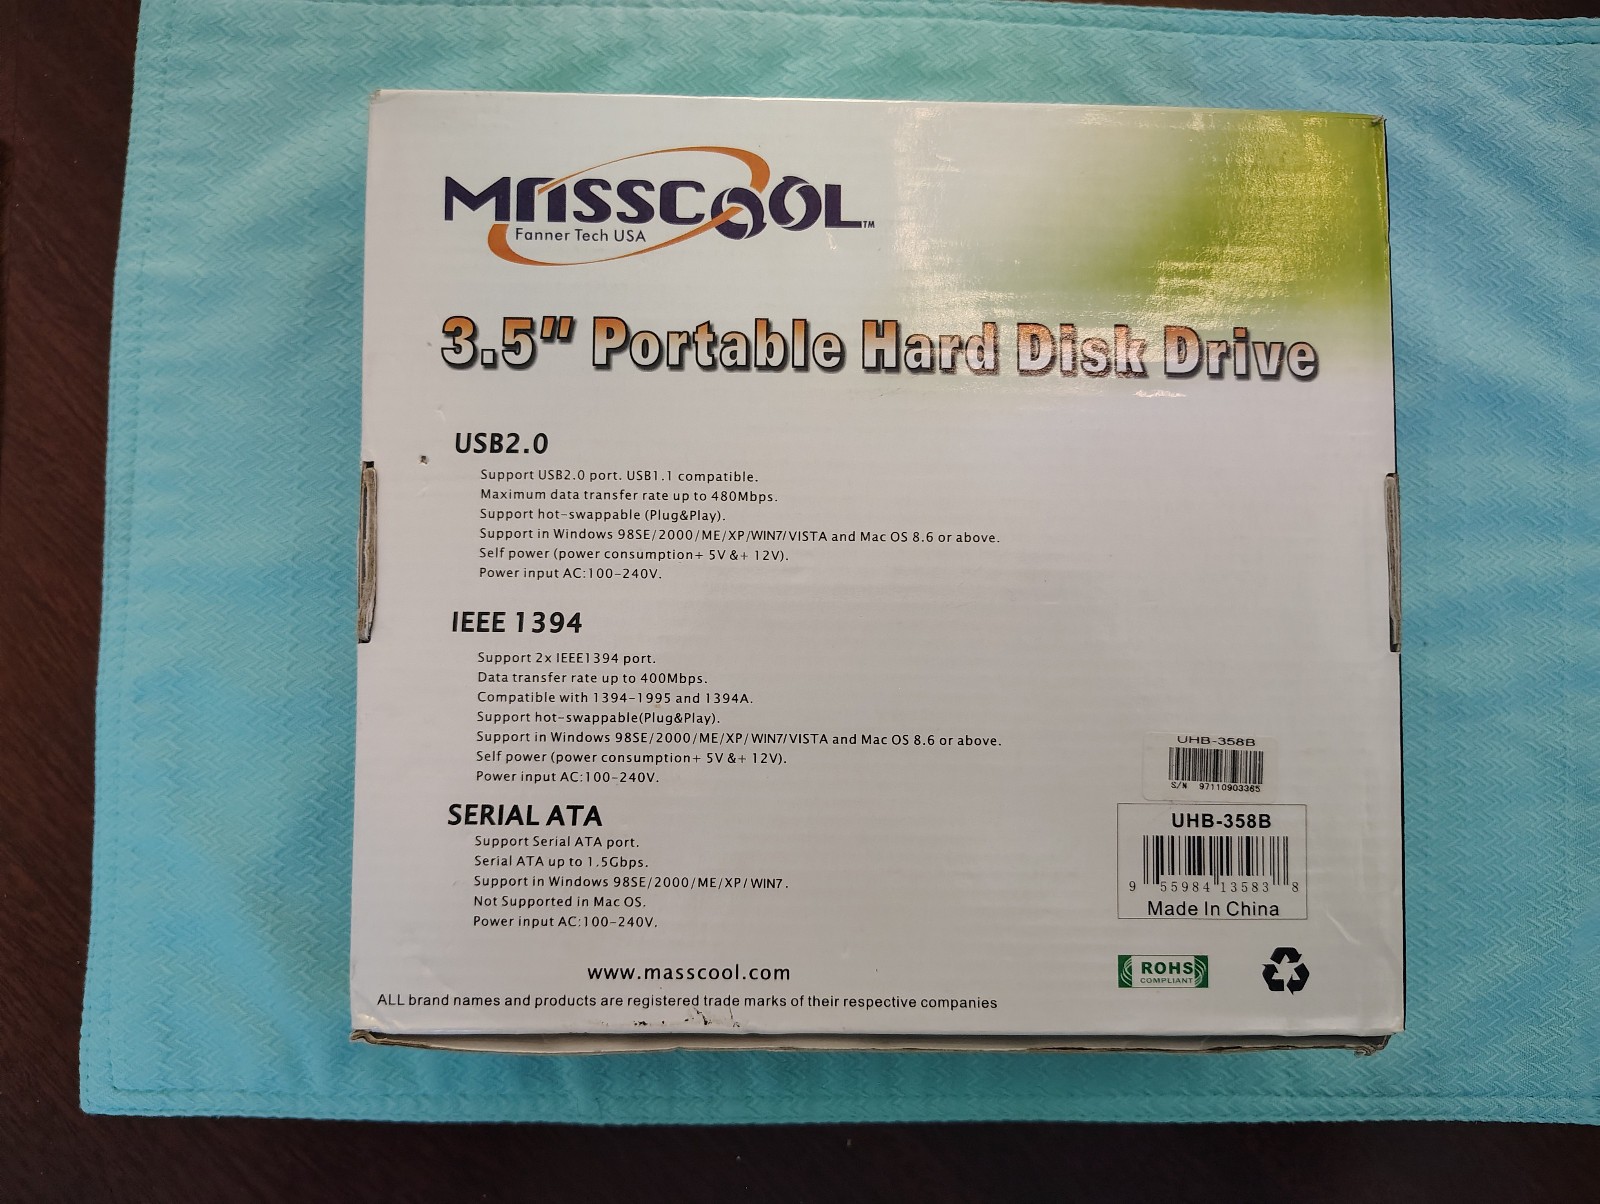 MASSCOOL™
Fanner Tech USA
3.5" Portable Hard Disk Drive
USB2.0
Support USB2.0 port. USB1.1 compatible.
Maximum data transfer rate up to 480Mbps.
Support hot-swappable (Plug&Play).
Support in Windows 98SE/2000/ME/XP/WIN7/VISTA and Mac OS 8.6 or above.
Self power (power consumption+ 5V &+ 12V).
Power input AC:100-240V.
IEEE 1394
Support 2x IEEE1394 port.
Data transfer rate up to 400Mbps.
Compatible with 1394-1995 and 1394A.
Support hot-swappable(Plug&Play).
Support in Windows 98SE/2000/ME/XP/WIN7/VISTA and Mac OS 8.6 or above.
Self power (power consumption+ 5V &+ 12V).
Power input AC:100-240V.
UHB-358B
S/N 97110903365
SERIAL ATA
Support Serial ATA port.
Serial ATA up to 1.5Gbps.
Support in Windows 98SE/2000/ME/XP/WIN7.
Not Supported in Mac OS.
Power input AC:100-240V.
UHB-358B
9 55984 13583 8
Made In China
ROHS
COMPLIANT
www.masscool.com
ALL brand names and products are registered trade marks of their respective companies